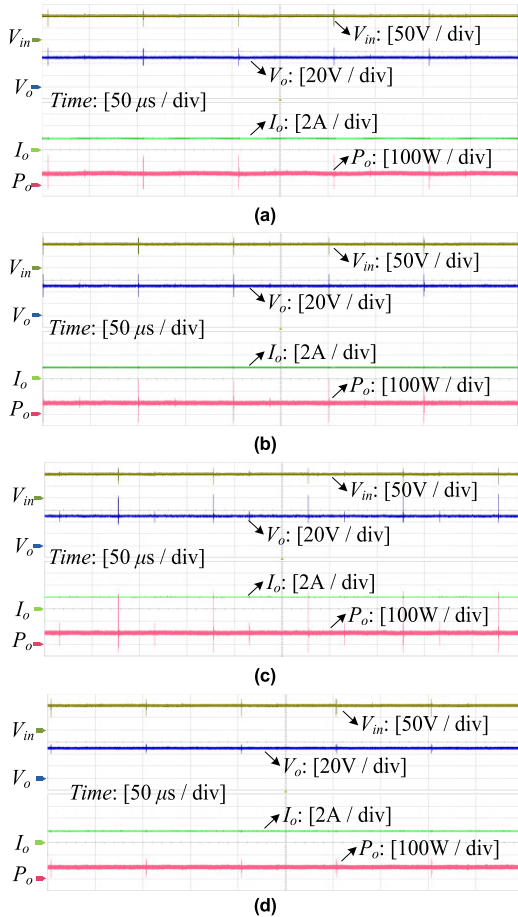 V_in
V_in: [50V / div]
V_o
V_o: [20V / div]
Time: [50 μs / div]
I_o
I_o: [2A / div]
P_o
P_o: [100W / div]
(a)
V_in
V_in: [50V / div]
V_o
V_o: [20V / div]
Time: [50 μs / div]
I_o
I_o: [2A / div]
P_o
P_o: [100W / div]
(b)
V_in
V_in: [50V / div]
V_o
V_o: [20V / div]
Time: [50 μs / div]
I_o
I_o: [2A / div]
P_o
P_o: [100W / div]
(c)
V_in
V_in: [50V / div]
V_o
V_o: [20V / div]
Time: [50 μs / div]
I_o
I_o: [2A / div]
P_o
P_o: [100W / div]
(d)